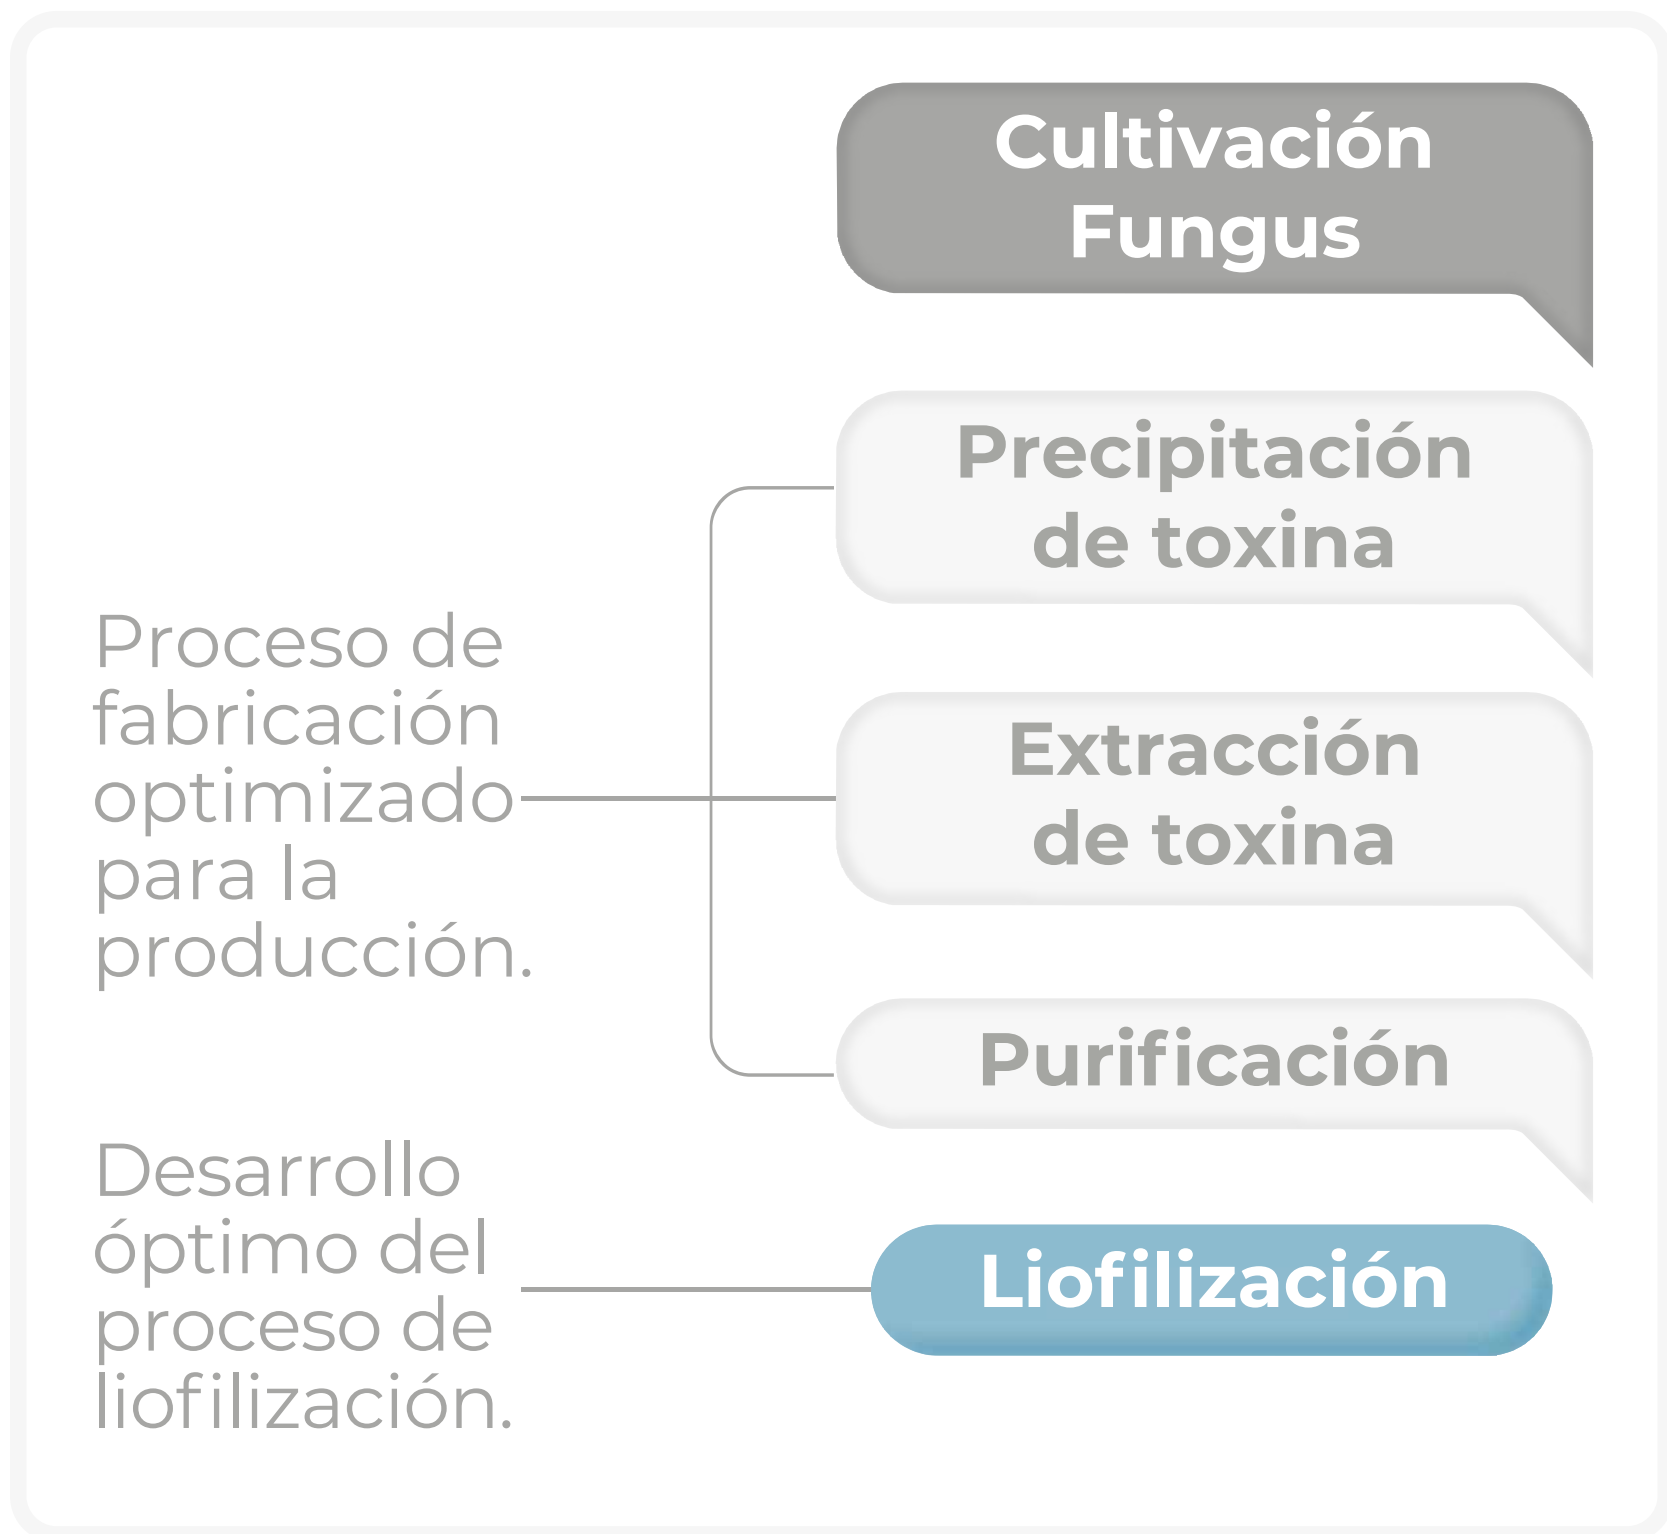 Cultivación
Fungus
Precipitación
de toxina
Proceso de
fabricación
optimizado
para la
producción.
Extracción
de toxina
Purificación
Desarrollo
óptimo del
proceso de
liofilización.
Liofilización